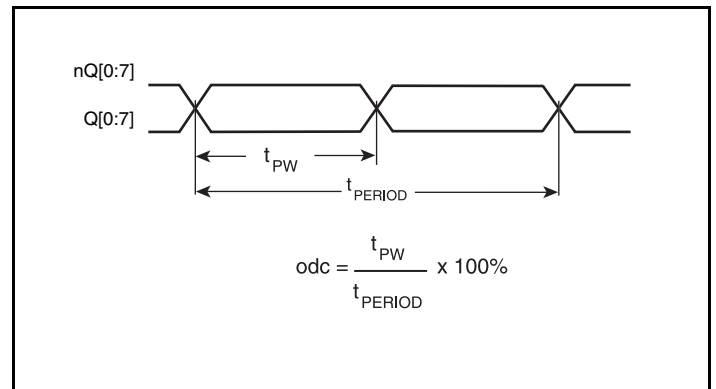 nQ[0:7]
Q[0:7]
tPW
tPERIOD
odc = tPW / tPERIOD x 100%